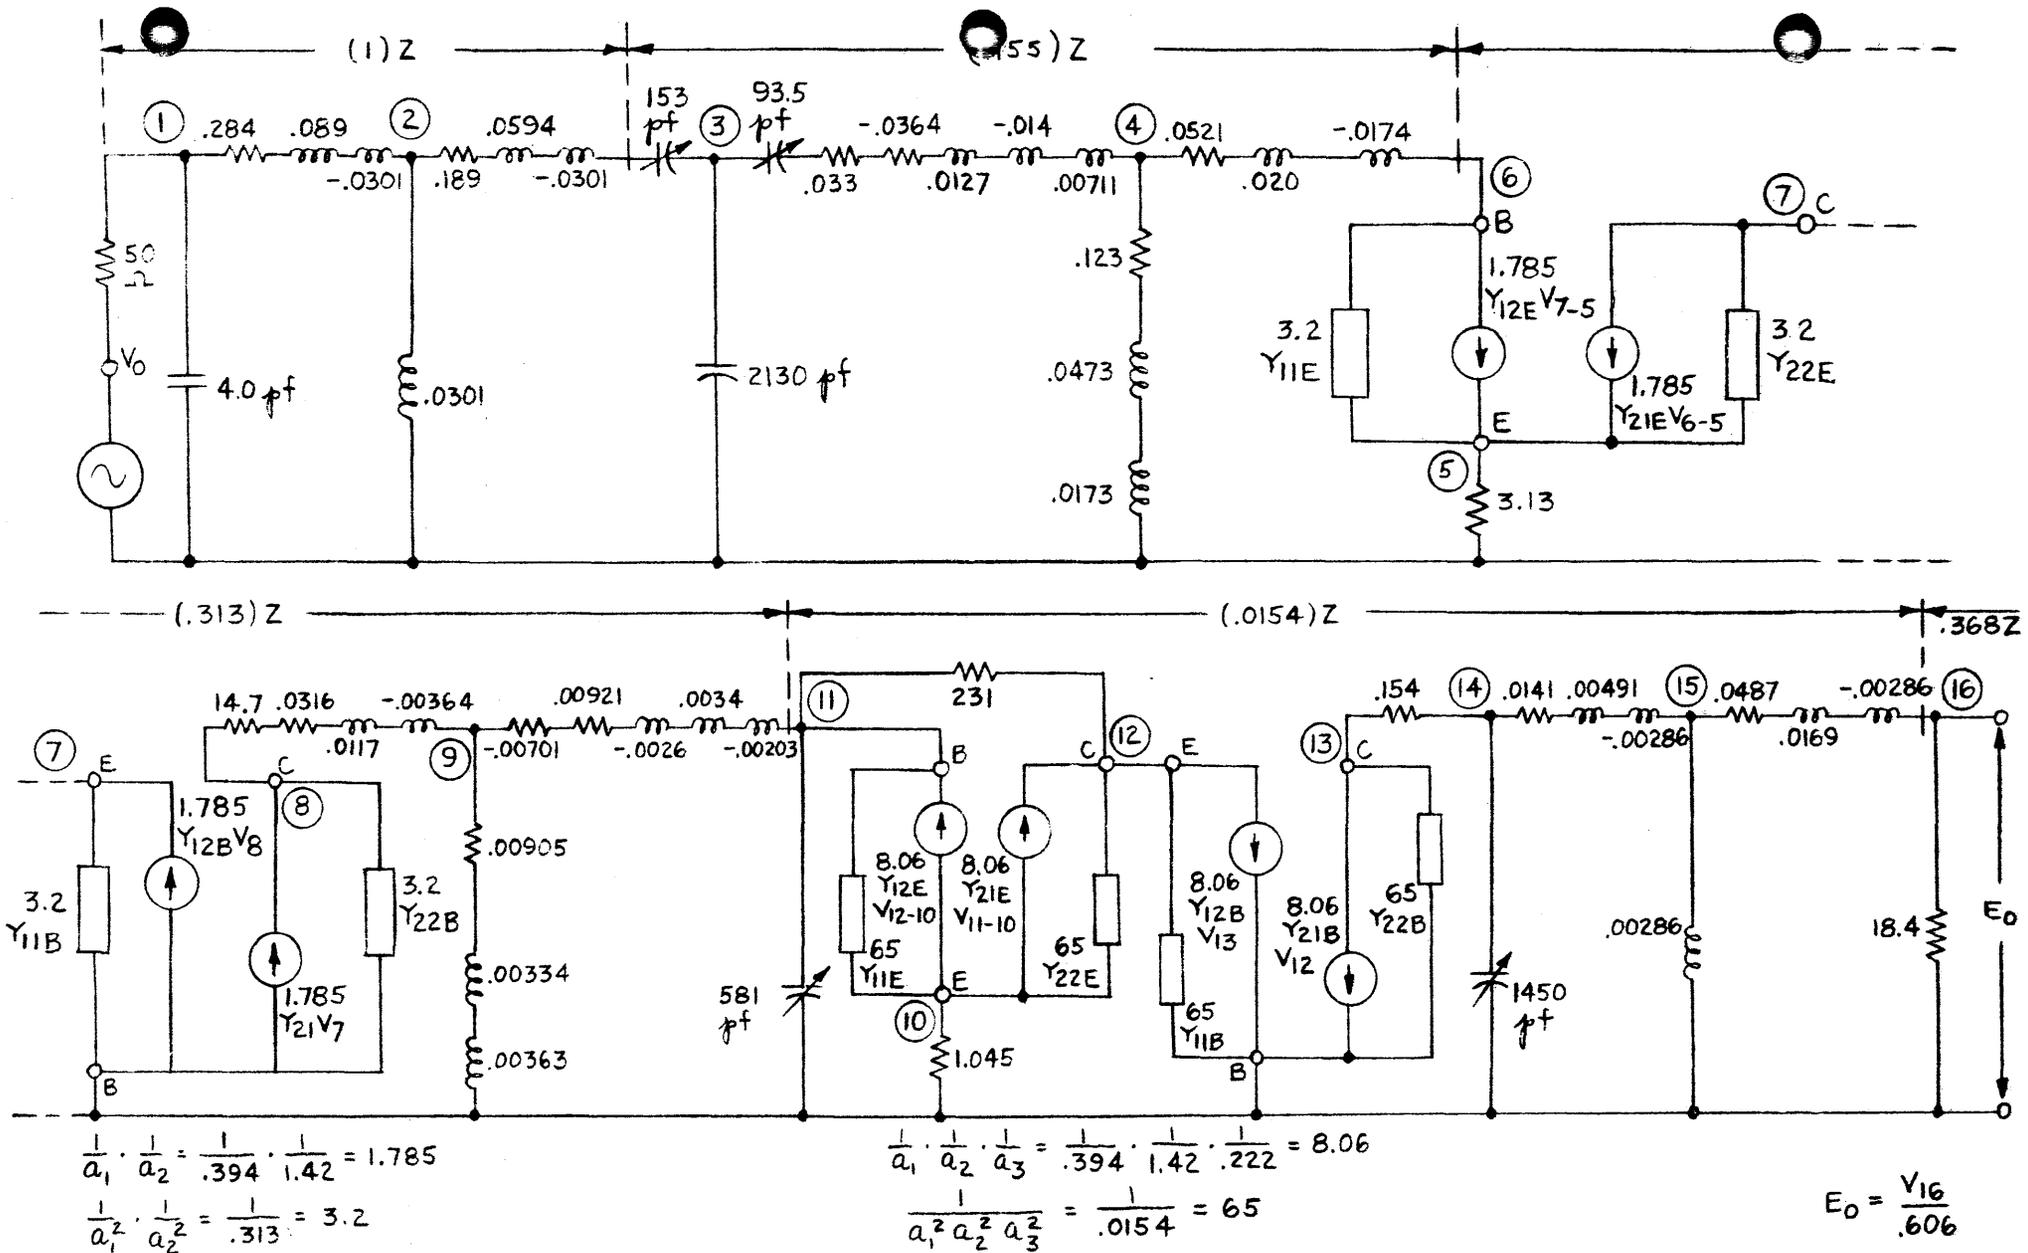 (1) Z
55) Z
1
.284
.089
2
.0594
153
pf
3
93.5
pf
-.0364
-.014
4
.0521
-.0174
-.0301
.189
-.0301
.033
.0127
.00711
.020
6
B
7
C
50
Ω
V0
4.0 pf
.0301
2130 pf
.123
.0473
.0173
3.2
Y11E
1.785
Y12E V7-5
1.785
Y21E V6-5
3.2
Y22E
E
5
3.13
(.313) Z
(.0154) Z
.368Z
14.7
.0316
-.00364
.00921
.0034
11
231
.154
14
.0141
.00491
15
.0487
-.00286
16
7
E
.0117
9
-.00701
-.0026
-.00203
12
C
E
13
C
-.00286
.0169
C
8
B
1.785
Y12B V8
3.2
Y11B
1.785
Y21 V7
3.2
Y22B
.00905
.00334
.00363
581
pf
8.06
Y12E
V12-10
65
Y11E
8.06
Y21E
V11-10
65
Y22E
E
10
1.045
8.06
Y12B
V13
65
Y11B
B
8.06
Y21B
V12
65
Y22B
1450
pf
.00286
18.4
E0
B
1/a1 · 1/a2 = 1/.394 · 1/1.42 = 1.785
1/a1² · 1/a2² = 1/.313 = 3.2
1/a1 · 1/a2 · 1/a3 = 1/.394 · 1/1.42 · 1/.222 = 8.06
1/a1² a2² a3² = 1/.0154 = 65
E0 = V16/.606